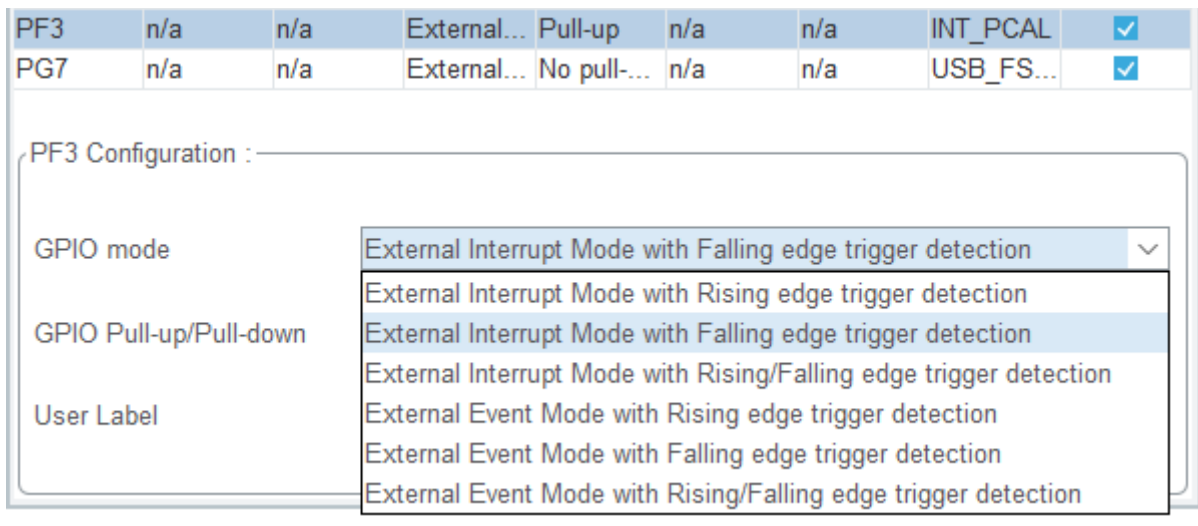 PF3 n/a n/a External... Pull-up n/a n/a INT_PCAL
PG7 n/a n/a External... No pull-... n/a n/a USB_FS...
PF3 Configuration :
GPIO mode External Interrupt Mode with Falling edge trigger detection
External Interrupt Mode with Rising edge trigger detection
GPIO Pull-up/Pull-down External Interrupt Mode with Falling edge trigger detection
External Interrupt Mode with Rising/Falling edge trigger detection
User Label External Event Mode with Rising edge trigger detection
External Event Mode with Falling edge trigger detection
External Event Mode with Rising/Falling edge trigger detection